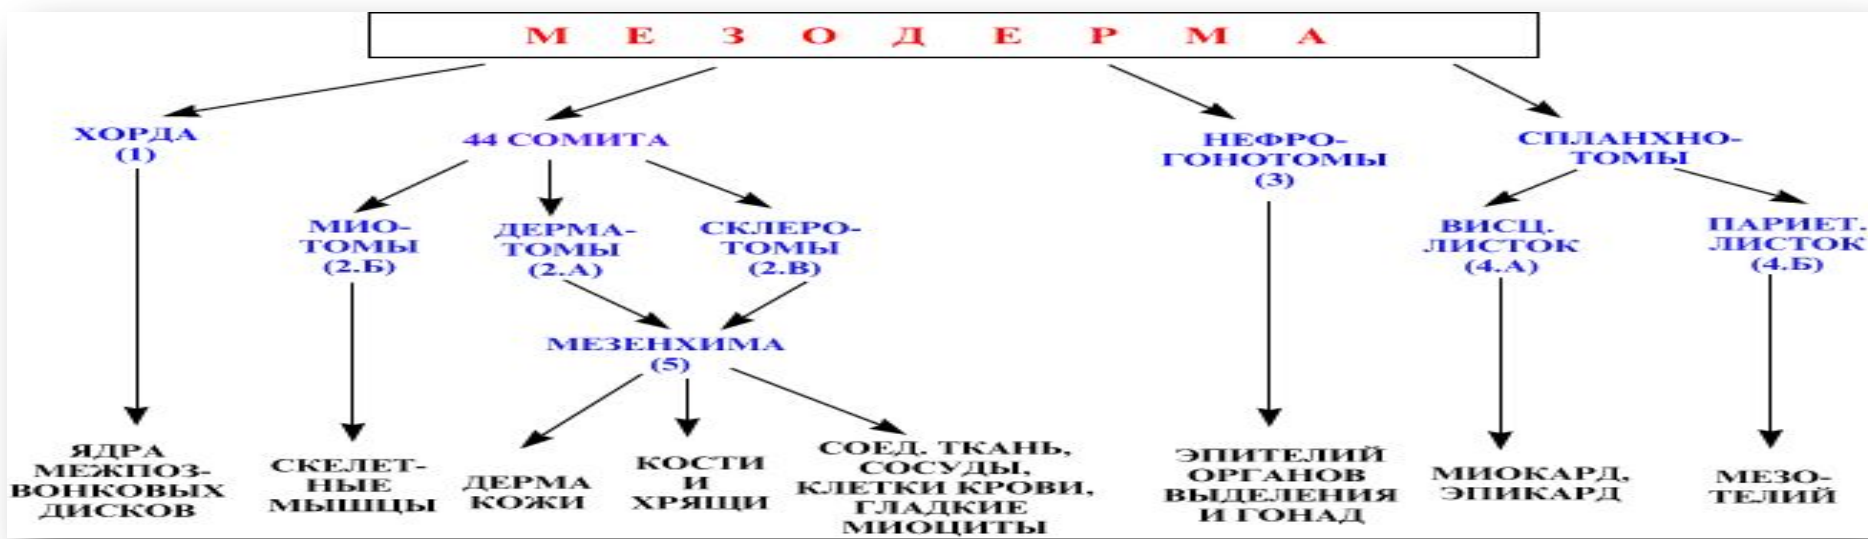 М Е З О Д Е Р М А
ХОРДА
(1)
44 СОМИТА
НЕФРО-
ГОНОТОМЫ
(3)
СПЛАНХНО-
ТОМЫ
МИО-
ТОМЫ
(2.Б)
ДЕРМА-
ТОМЫ
(2.А)
СКЛЕРО-
ТОМЫ
(2.В)
ВИСЦ.
ЛИСТОК
(4.А)
ПАРИЕТ.
ЛИСТОК
(4.Б)
МЕЗЕНХИМА
(5)
ЯДРА
МЕЖПОЗ-
ВОНКОВЫХ
ДИСКОВ
СКЕЛЕТ-
НЫЕ
МЫШЦЫ
ДЕРМА
КОЖИ
КОСТИ
И
ХРЯЩИ
СОЕД. ТКАНЬ,
СОСУДЫ,
КЛЕТКИ КРОВИ,
ГЛАДКИЕ
МИОЦИТЫ
ЭПИТЕЛИЙ
ОРГАНОВ
ВЫДЕЛЕНИЯ
И ГОНАД
МИОКАРД,
ЭПИКАРД
МЕЗО-
ТЕЛИЙ